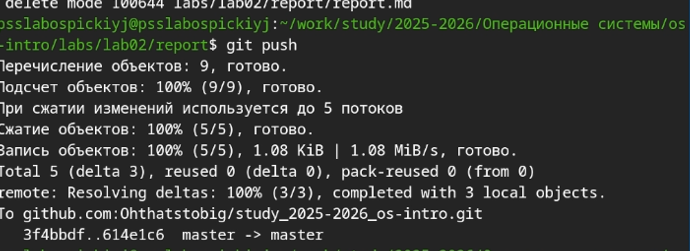 delete mode 100644 labs/lab02/report/report.md
psslabospickiyj@psslabospickiyj:~/work/study/2025-2026/Операционные системы/os
-intro/labs/lab02/report$ git push
Перечисление объектов: 9, готово.
Подсчет объектов: 100% (9/9), готово.
При сжатии изменений используется до 5 потоков
Сжатие объектов: 100% (5/5), готово.
Запись объектов: 100% (5/5), 1.08 KiB | 1.08 MiB/s, готово.
Total 5 (delta 3), reused 0 (delta 0), pack-reused 0 (from 0)
remote: Resolving deltas: 100% (3/3), completed with 3 local objects.
To github.com:Ohthatstobig/study_2025-2026_os-intro.git
3f4bbdf..614e1c6 master -> master